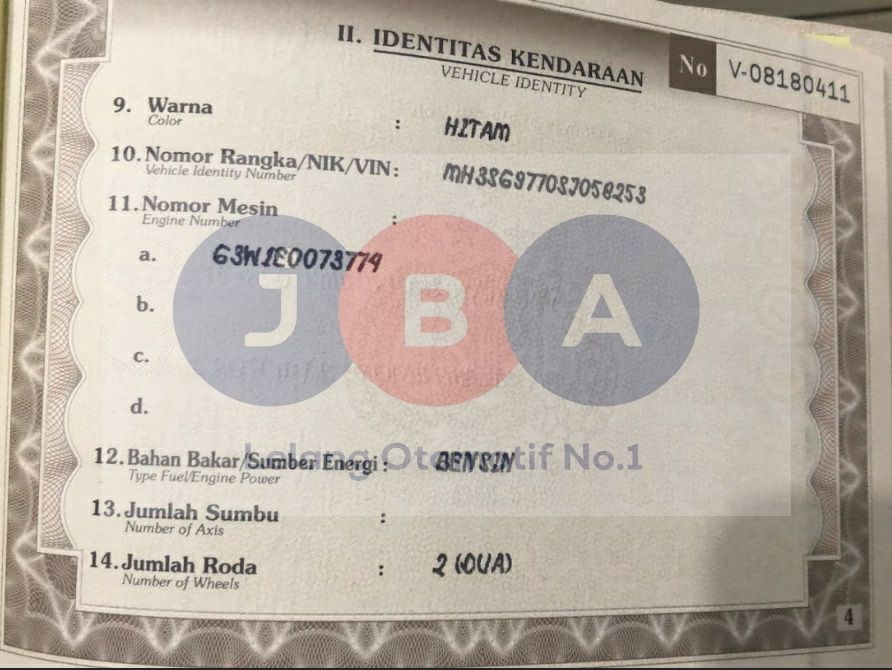 II. IDENTITAS KENDARAAN
VEHICLE IDENTITY
No V-08180411
9. Warna : HITAM
Color
10. Nomor Rangka/NIK/VIN : MH3SG9770SJ058253
Vehicle Identity Number
11. Nomor Mesin :
Engine Number
a. G3W1E0073774
b.
c.
d.
JBA
Lelang Otomotif No.1
12. Bahan Bakar/Sumber Energi : BENSIN
Type Fuel/Engine Power
13. Jumlah Sumbu :
Number of Axis
14. Jumlah Roda : 2 (DUA)
Number of Wheels
4